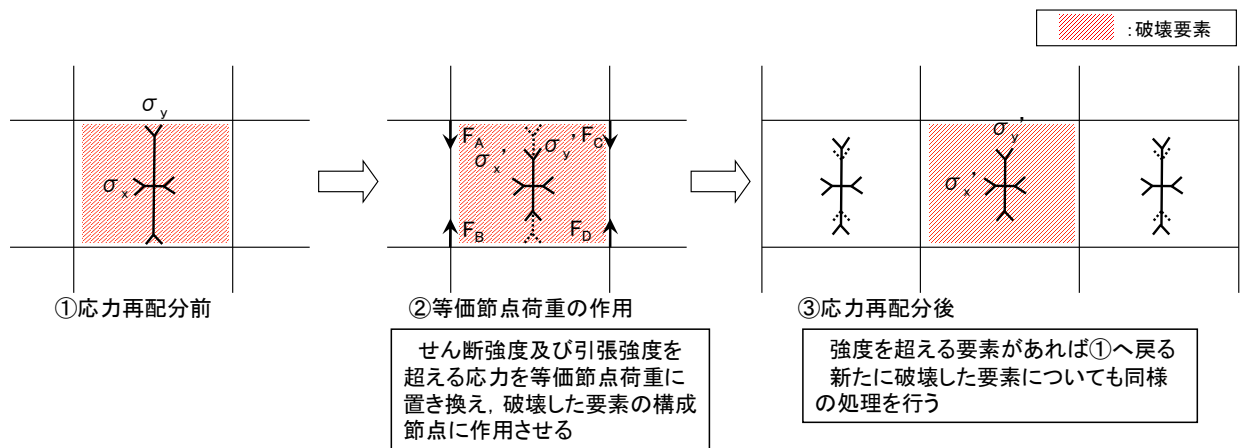 :破壊要素
σy
σx
FA
FB
σx'
σy'
FC
FD
σy'
σx'
①応力再配分前
②等価節点荷重の作用
③応力再配分後
せん断強度及び引張強度を
超える応力を等価節点荷重に
置き換え,破壊した要素の構成
節点に作用させる
強度を超える要素があれば①へ戻る
新たに破壊した要素についても同様
の処理を行う